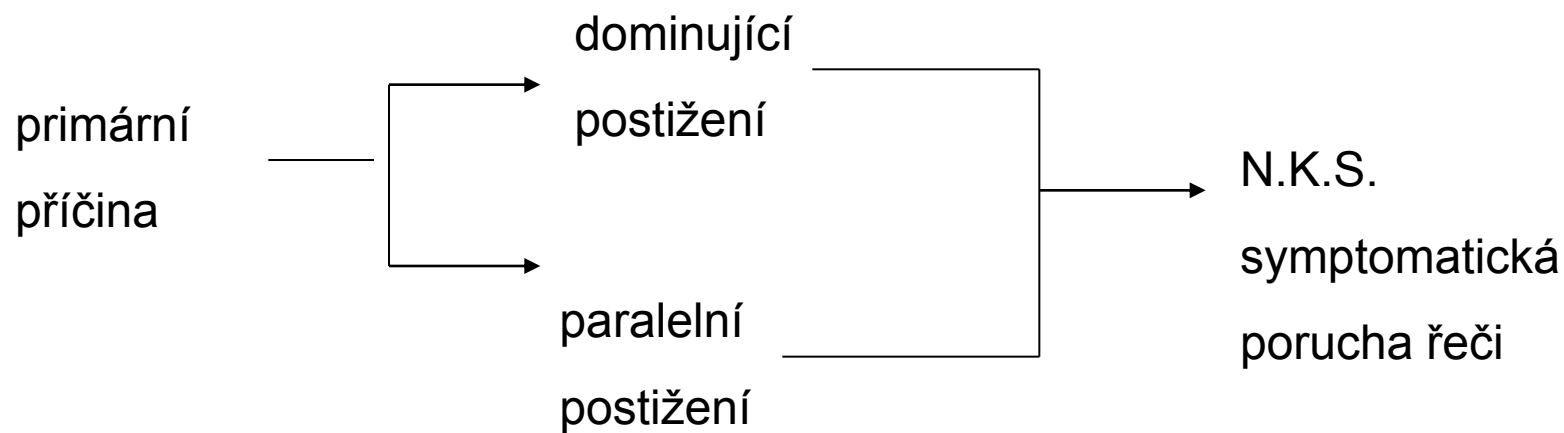 primární
příčina
dominující
postižení
paralelní
postižení
N.K.S.
symptomatická
porucha řeči